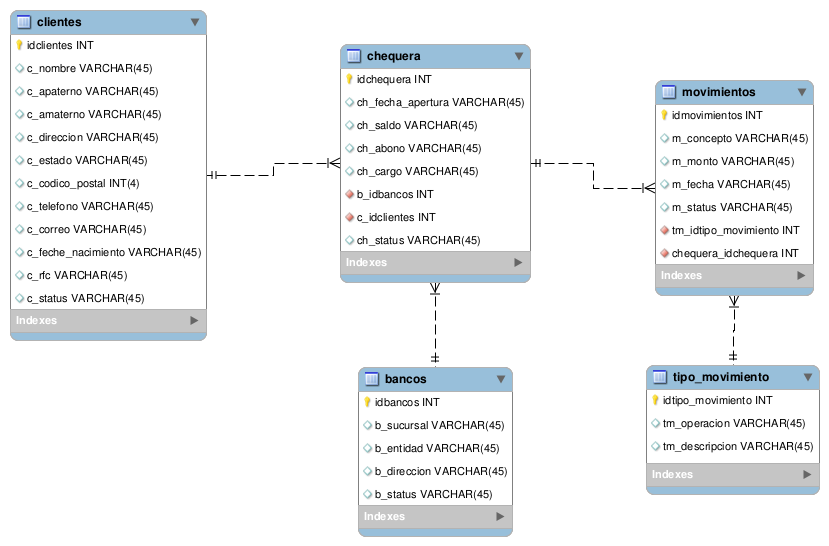 clientes
idclientes INT
c_nombre VARCHAR(45)
c_apaterno VARCHAR(45)
c_amaterno VARCHAR(45)
c_direccion VARCHAR(45)
c_estado VARCHAR(45)
c_codico_postal INT(4)
c_telefono VARCHAR(45)
c_correo VARCHAR(45)
c_feche_nacimiento VARCHAR(45)
c_rfc VARCHAR(45)
c_status VARCHAR(45)
Indexes
chequera
idchequera INT
ch_fecha_apertura VARCHAR(45)
ch_saldo VARCHAR(45)
ch_abono VARCHAR(45)
ch_cargo VARCHAR(45)
b_idbancos INT
c_idclientes INT
ch_status VARCHAR(45)
Indexes
movimientos
idmovimientos INT
m_concepto VARCHAR(45)
m_monto VARCHAR(45)
m_fecha VARCHAR(45)
m_status VARCHAR(45)
tm_idtipo_movimiento INT
chequera_idchequera INT
Indexes
bancos
idbancos INT
b_sucursal VARCHAR(45)
b_entidad VARCHAR(45)
b_direccion VARCHAR(45)
b_status VARCHAR(45)
Indexes
tipo_movimiento
idtipo_movimiento INT
tm_operacion VARCHAR(45)
tm_descripcion VARCHAR(45)
Indexes